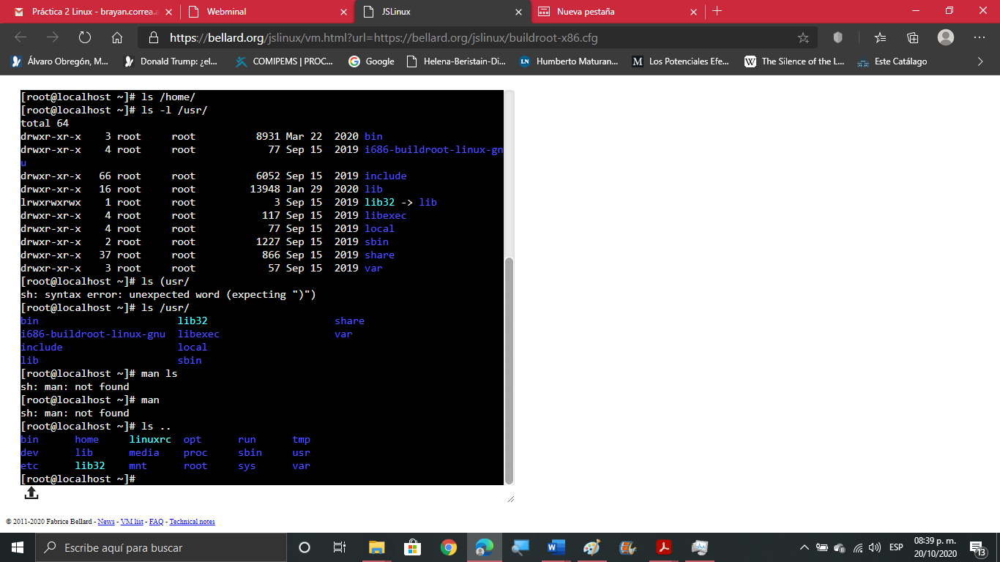 Práctica 2 Linux - brayan.correa.a
Webminal
JSLinux
Nueva pestaña
https://bellard.org/jslinux/vm.html?url=https://bellard.org/jslinux/buildroot-x86.cfg
Álvaro Obregón, M...
Donald Trump: ¿el...
COMIPEMS | PROC...
Google
Helena-Beristain-Di...
LN Humberto Maturan...
M Los Potenciales Efe...
W The Silence of the L...
Este Catálago
[root@localhost ~]# ls /home/
[root@localhost ~]# ls -l /usr/
total 64
drwxr-xr-x    3 root     root          8931 Mar 22  2020 bin
drwxr-xr-x    4 root     root            77 Sep 15  2019 i686-buildroot-linux-gn
u
drwxr-xr-x   66 root     root          6052 Sep 15  2019 include
drwxr-xr-x   16 root     root         13948 Jan 29  2020 lib
lrwxrwxrwx    1 root     root             3 Sep 15  2019 lib32 -> lib
drwxr-xr-x    4 root     root           117 Sep 15  2019 libexec
drwxr-xr-x    4 root     root            77 Sep 15  2019 local
drwxr-xr-x    2 root     root          1227 Sep 15  2019 sbin
drwxr-xr-x   37 root     root           866 Sep 15  2019 share
drwxr-xr-x    3 root     root            57 Sep 15  2019 var
[root@localhost ~]# ls (usr/
sh: syntax error: unexpected word (expecting ")")
[root@localhost ~]# ls /usr/
bin                       lib32                     share
i686-buildroot-linux-gnu  libexec                   var
include                   local
lib                       sbin
[root@localhost ~]# man ls
sh: man: not found
[root@localhost ~]# man
sh: man: not found
[root@localhost ~]# ls ..
bin      home     linuxrc  opt      run      tmp
dev      lib      media    proc     sbin     usr
etc      lib32    mnt      root     sys      var
[root@localhost ~]#
© 2011-2020 Fabrice Bellard - News - VM list - FAQ - Technical notes
Escribe aquí para buscar
ESP
08:39 p. m.
20/10/2020
13